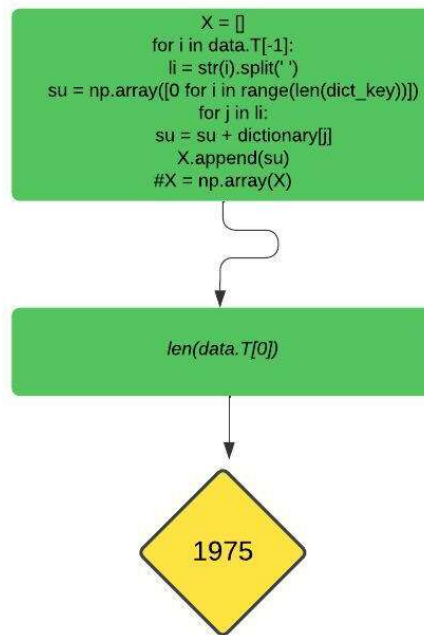 X = []
for i in data.T[-1]:
li = str(i).split(' ')
su = np.array([0 for i in range(len(dict_key))])
for j in li:
su = su + dictionary[j]
X.append(su)
#X = np.array(X)
len(data.T[0])
1975